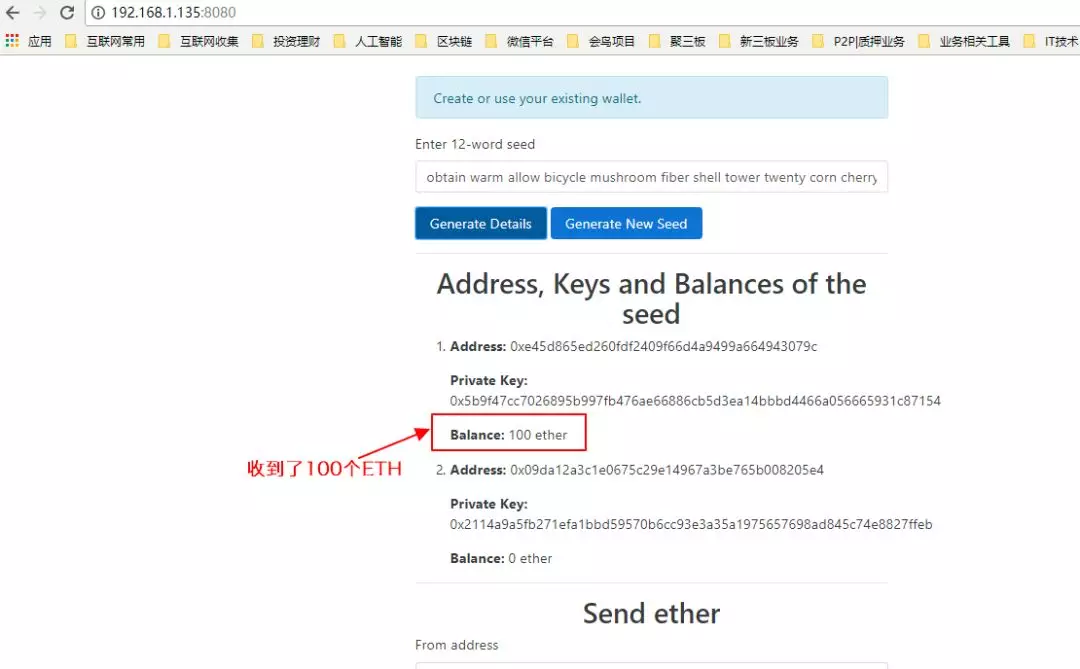 192.168.1.135:8080
应用 互联网常用 互联网收集 投资理财 人工智能 区块链 微信平台 会鸟项目 聚三板 新三板业务 P2P|质押业务 业务相关工具 IT技术
Create or use your existing wallet.
Enter 12-word seed
obtain warm allow bicycle mushroom fiber shell tower twenty corn cherry
Generate Details Generate New Seed
Address, Keys and Balances of the
seed
1. Address: 0xe45d865ed260fdf2409f66d4a9499a664943079c
Private Key:
0x5b9f47cc7026895b997fb476ae66886cb5d3ea14bbbd4466a056665931c87154
Balance: 100 ether
收到了100个ETH
2. Address: 0x09da12a3c1e0675c29e14967a3be765b008205e4
Private Key:
0x2114a9a5fb271efa1bbd59570b6cc93e3a35a1975657698ad845c74e8827ffeb
Balance: 0 ether
Send ether
From address